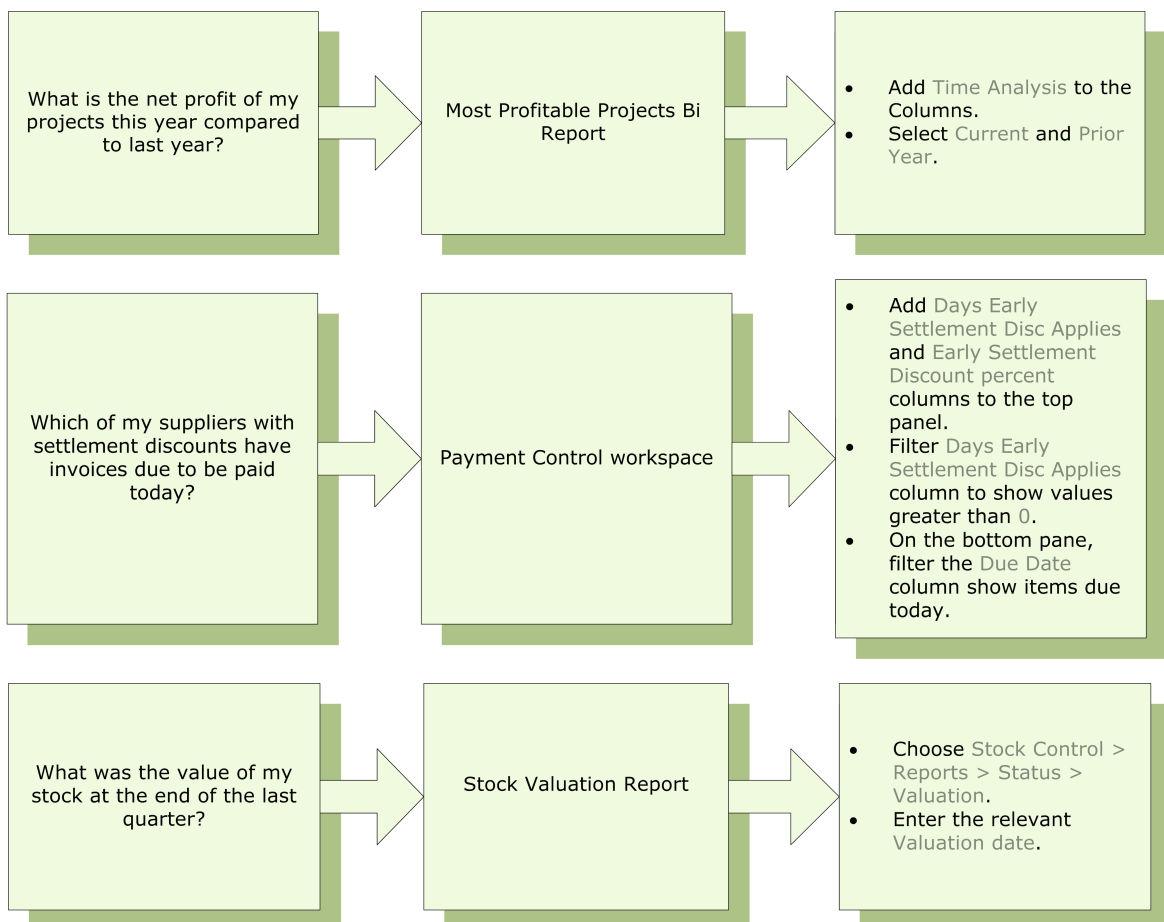 What is the net profit of my
projects this year compared
to last year?
Most Profitable Projects Bi
Report
• Add Time Analysis to the
Columns.
• Select Current and Prior
Year.
Which of my suppliers with
settlement discounts have
invoices due to be paid
today?
Payment Control workspace
• Add Days Early
Settlement Disc Applies
and Early Settlement
Discount percent
columns to the top
panel.
• Filter Days Early
Settlement Disc Applies
column to show values
greater than 0.
• On the bottom pane,
filter the Due Date
column show items due
today.
What was the value of my
stock at the end of the last
quarter?
Stock Valuation Report
• Choose Stock Control >
Reports > Status >
Valuation.
• Enter the relevant
Valuation date.